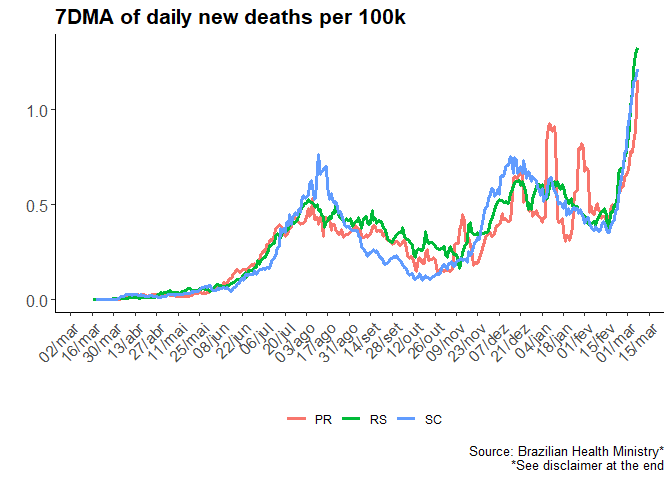 7DMA of daily new deaths per 100k
1.0
0.5
0.0
02/mar 16/mar 30/mar 13/abr 27/abr 11/mai 25/mai 08/jun 22/jun 06/jul 20/jul 03/ago 17/ago 31/ago 14/set 28/set 12/out 26/out 09/nov 23/nov 07/dez 21/dez 04/jan 18/jan 01/fev 15/fev 01/mar 15/mar
PR RS SC
Source: Brazilian Health Ministry*
*See disclaimer at the end